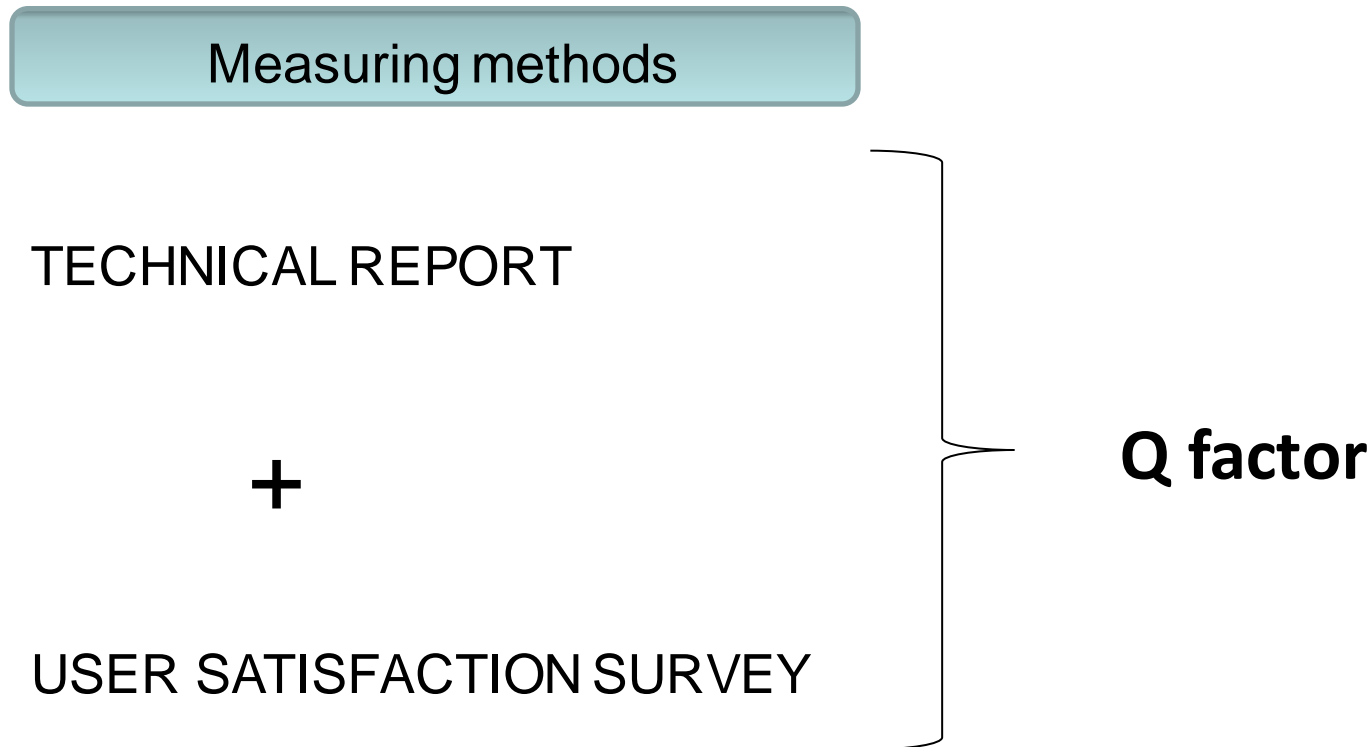 Measuring methods
TECHNICAL REPORT
+
Q factor
USER SATISFACTION SURVEY